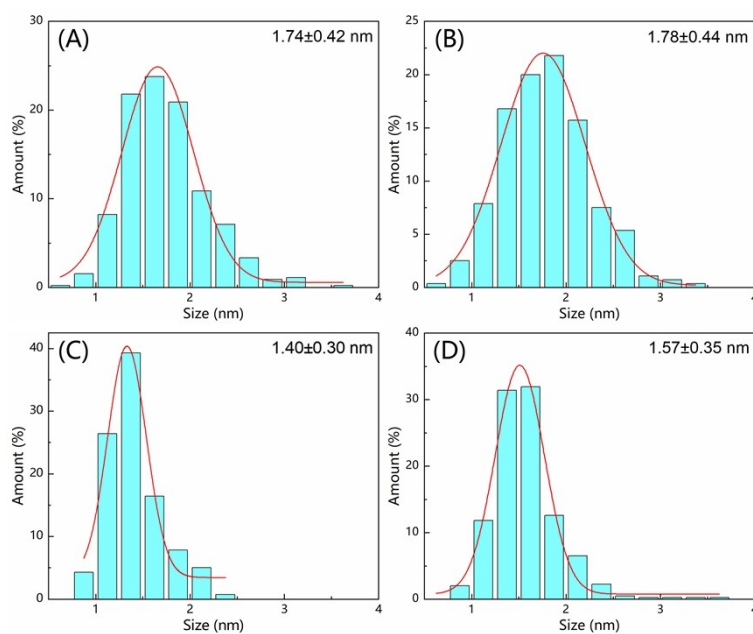 (A)
1.74±0.42 nm
Amount (%)
30
20
10
0
1 2 3 4
Size (nm)
(B)
1.78±0.44 nm
Amount (%)
25
20
15
10
5
0
1 2 3 4
Size (nm)
(C)
1.40±0.30 nm
Amount (%)
40
30
20
10
0
1 2 3 4
Size (nm)
(D)
1.57±0.35 nm
Amount (%)
40
30
20
10
0
1 2 3 4
Size (nm)